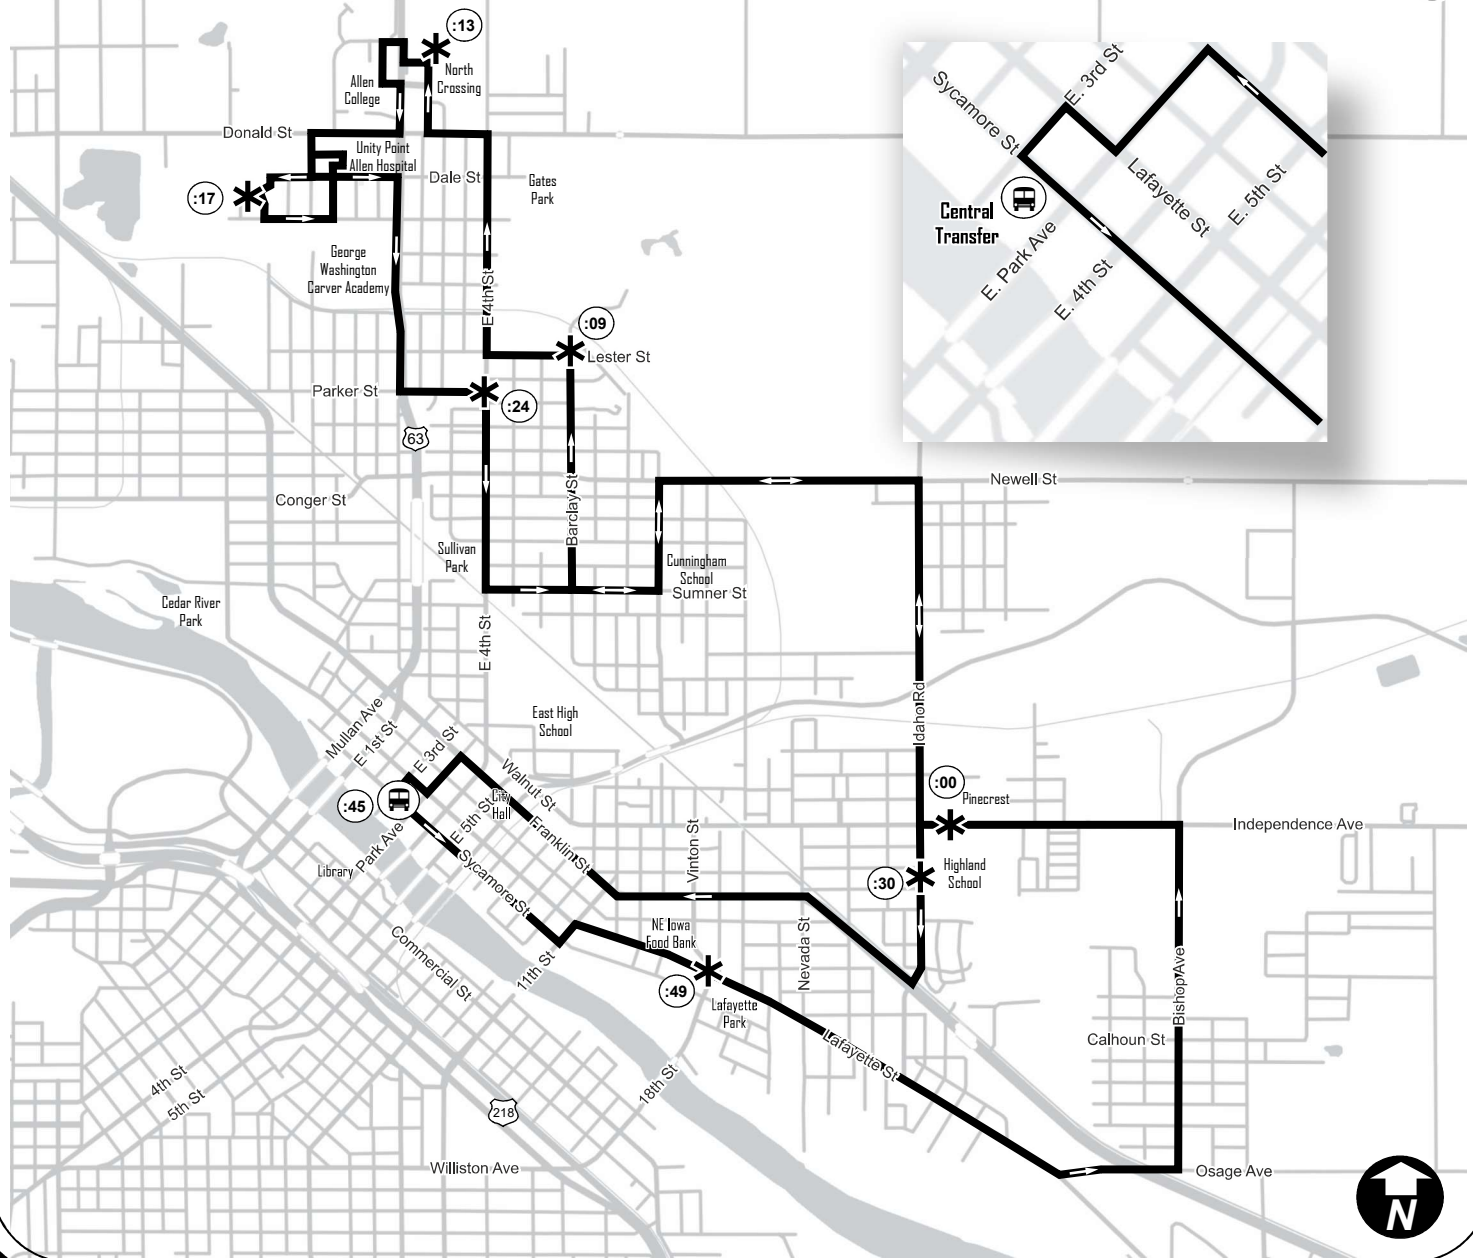 :13
North
Crossing
Allen
College
Donald St
Unity Point
Allen Hospital
Dale St
Gates
Park
:17
George
Washington
Carver Academy
E 4th St
:09
Lester St
Parker St
:24
63
Newell St
Conger St
Barclay St
Sullivan
Park
Cunningham
School
Sumner St
Cedar River
Park
E 4th St
Idaho Rd
East High
School
Mullan Ave
E 1st St
E 3rd St
Walnut St
City
Hall
:45
E 5th St
Franklin St
Library
Park Ave
Sycamore St
Vinton St
:00
Pinecrest
Independence Ave
:30
Highland
School
NE Iowa
Food Bank
Nevada St
Commercial St
11th St
:49
Lafayette
Park
Lafayette St
Bishop Ave
Calhoun St
4th St
5th St
18th St
218
Williston Ave
Osage Ave
N
Sycamore St
E. 3rd St
Lafayette St
E. 5th St
Central
Transfer
E. Park Ave
E. 4th St